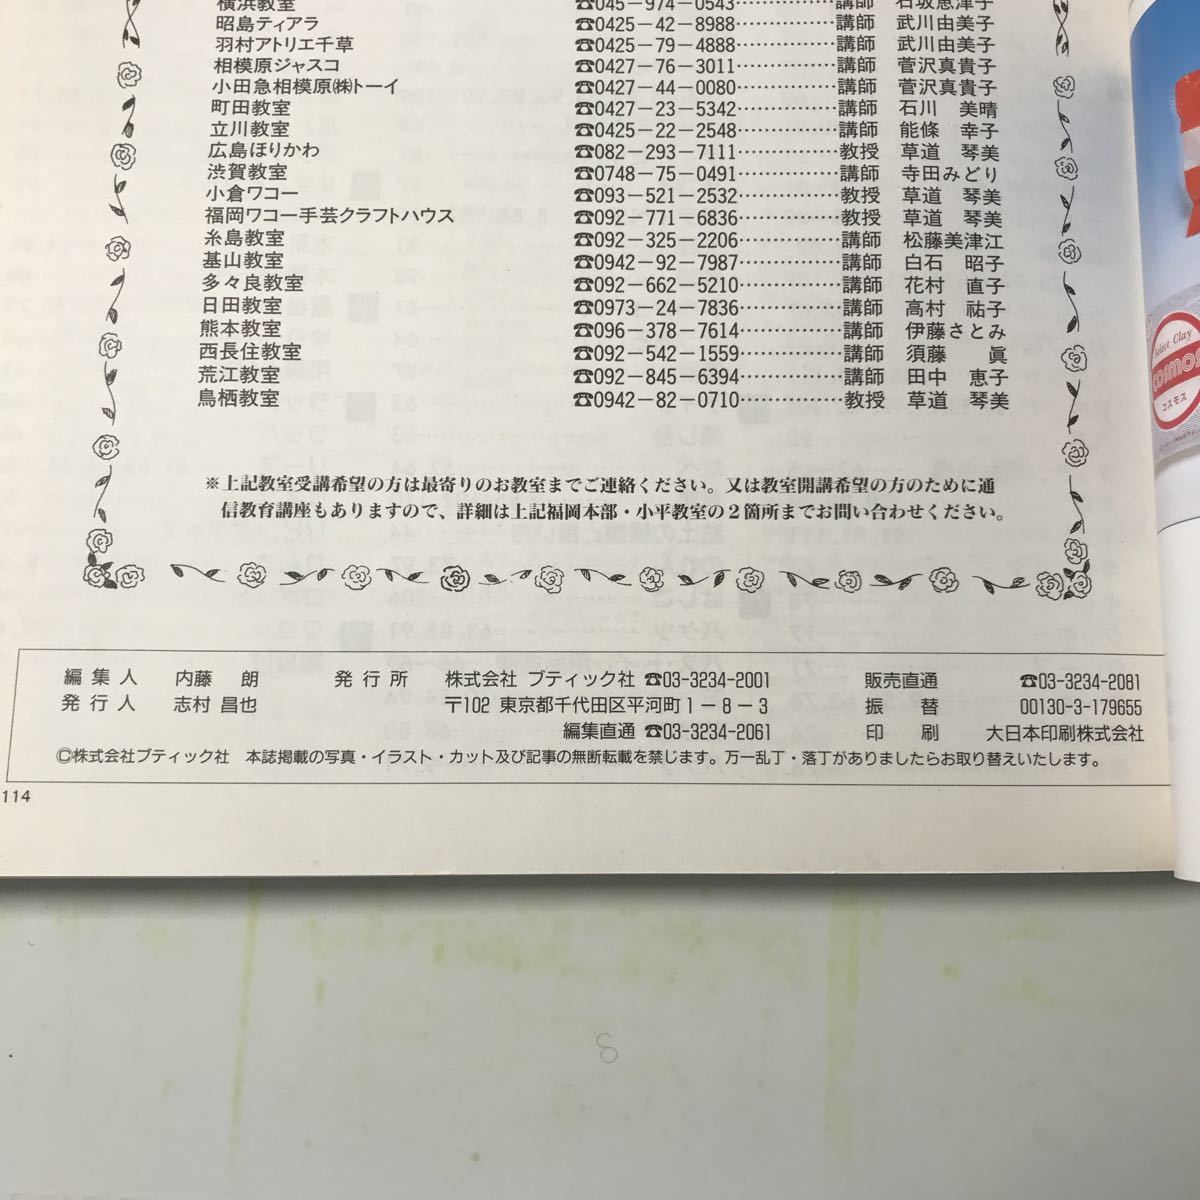 横浜教室 ☎045−974−0543…………講師 石坂恵津子
昭島ティアラ ☎0425−42−8988…………講師 武川由美子
羽村アトリエ千草 ☎0425−79−4888…………講師 武川由美子
相模原ジャスコ ☎0427−76−3011…………講師 菅沢真貴子
小田急相模原㈱トーイ ☎0427−44−0080…………講師 菅沢真貴子
町田教室 ☎0427−23−5342…………講師 石川 美晴
立川教室 ☎0425−22−2548…………講師 能條 幸子
広島ほりかわ ☎082−293−7111…………教授 草道 琴美
渋賀教室 ☎0748−75−0491…………講師 寺田みどり
小倉ワコー ☎093−521−2532…………教授 草道 琴美
福岡ワコー手芸クラフトハウス ☎092−771−6836…………教授 草道 琴美
糸島教室 ☎092−325−2206…………講師 松藤美津江
基山教室 ☎0942−92−7987…………講師 白石 昭子
多々良教室 ☎092−662−5210…………講師 花村 直子
日田教室 ☎0973−24−7836…………講師 高村 祐子
熊本教室 ☎096−378−7614…………講師 伊藤さとみ
西長住教室 ☎092−542−1559…………講師 須藤 眞
荒江教室 ☎092−845−6394…………講師 田中 恵子
鳥栖教室 ☎0942−82−0710…………教授 草道 琴美
※上記教室受講希望の方は最寄りのお教室までご連絡ください。又は教室開講希望の方のために通
信教育講座もありますので、詳細は上記福岡本部・小平教室の２箇所までお問い合わせください。
編集人 内藤 朗 発行所 株式会社 ブティック社 ☎03-3234-2001 販売直通 ☎03-3234-2081
発行人 志村 昌也 〒102 東京都千代田区平河町１−８−３ 振替 00130-3-179655
編集直通 ☎03-3234-2061 印刷 大日本印刷株式会社
©株式会社ブティック社 本誌掲載の写真・イラスト・カット及び記事の無断転載を禁じます。万一乱丁・落丁がありましたらお取り替えいたします。
114
Select Clay
COSMOS
コスモス